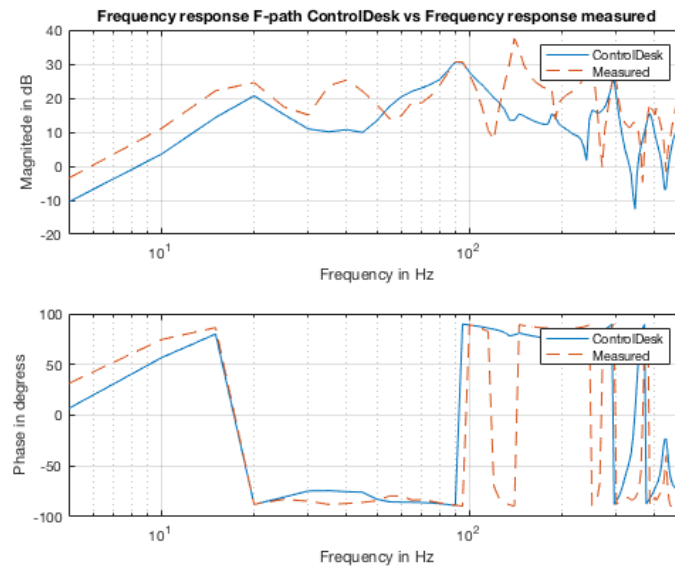 Frequency response F-path ControlDesk vs Frequency response measured
40
30
20
10
0
-10
-20
Magnitede in dB
ControlDesk
Measured
10¹
10²
Frequency in Hz
100
50
0
-50
-100
Phase in degress
ControlDesk
Measured
10¹
10²
Frequency in Hz